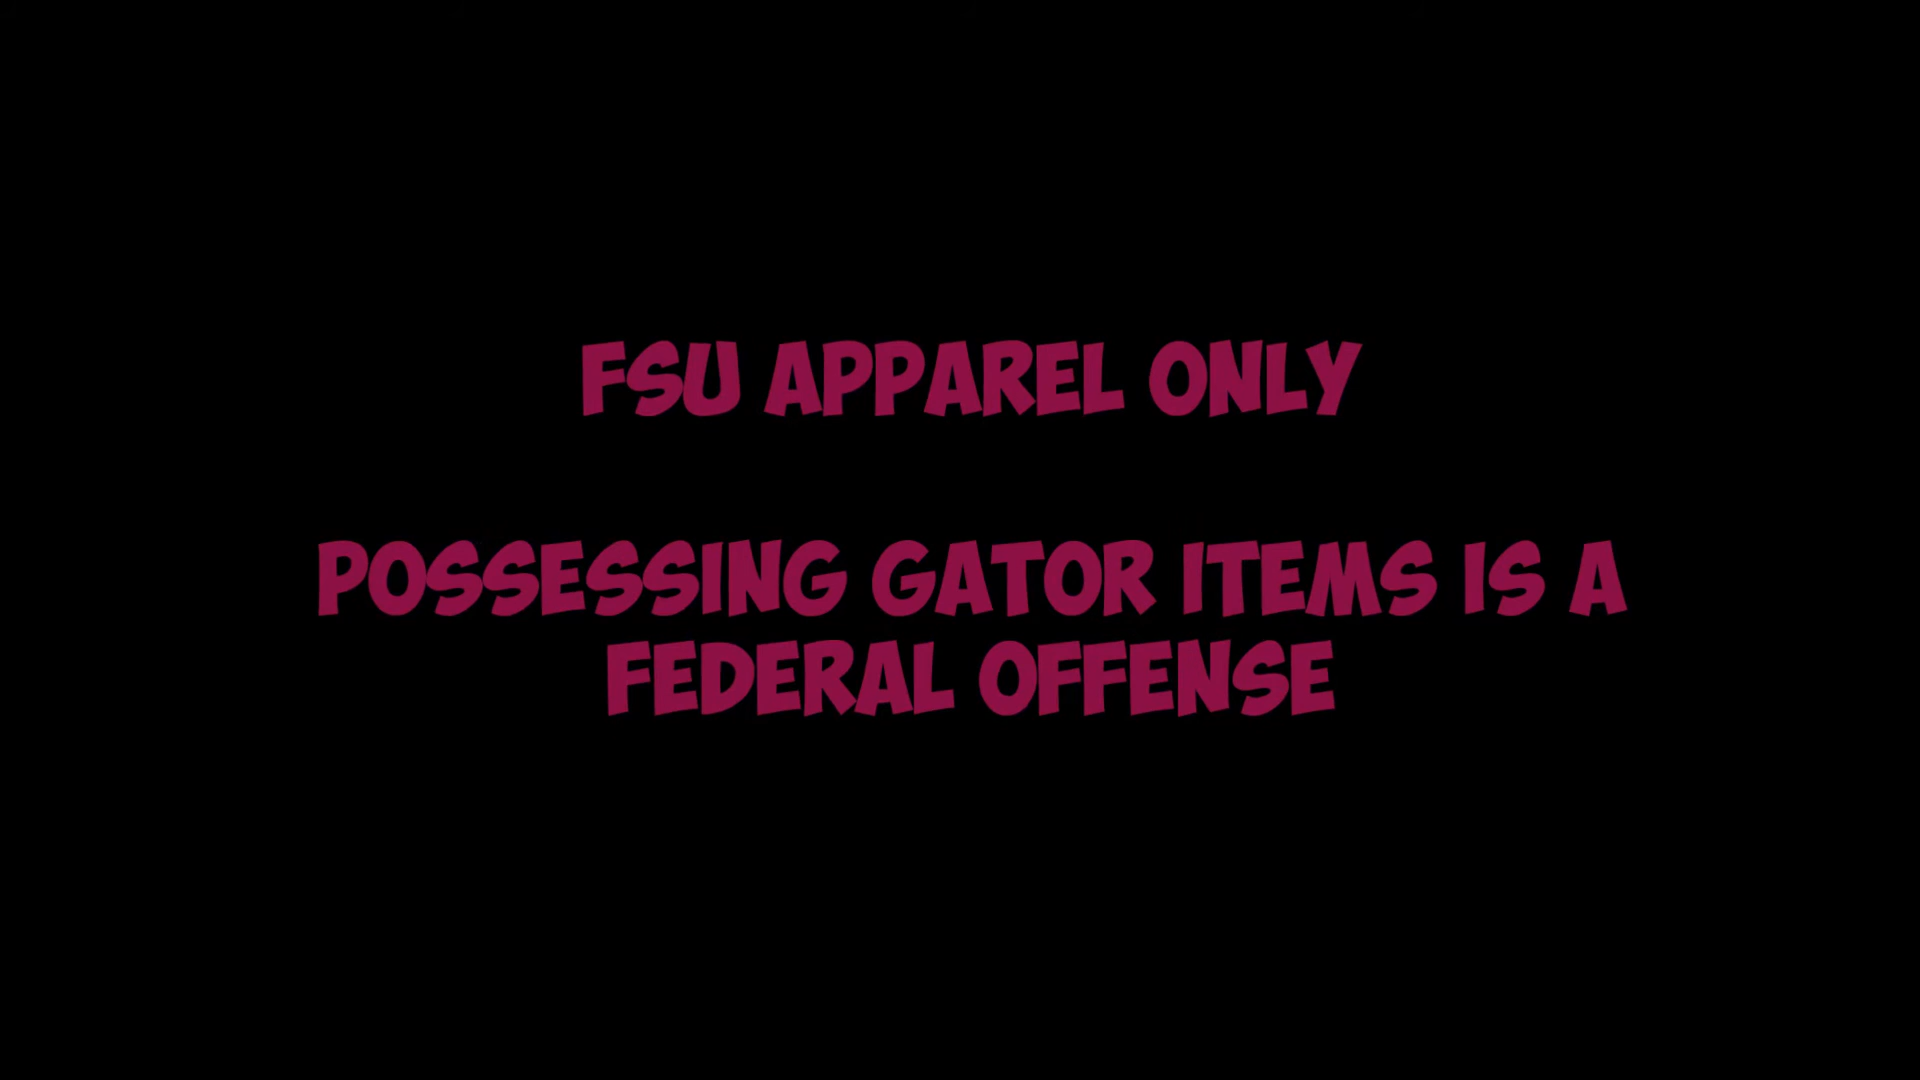 FSU APPAREL ONLY
POSSESSING GATOR ITEMS IS A
FEDERAL OFFENSE